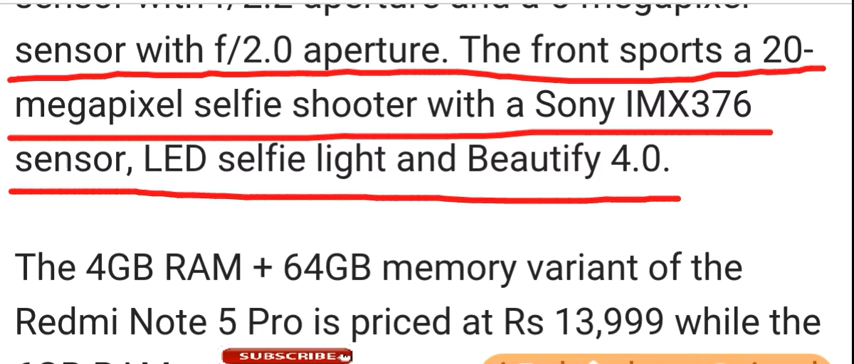 sensor with f/2.0 aperture. The front sports a 20-
megapixel selfie shooter with a Sony IMX376
sensor, LED selfie light and Beautify 4.0.
The 4GB RAM + 64GB memory variant of the
Redmi Note 5 Pro is priced at Rs 13,999 while the
SUBSCRIBE